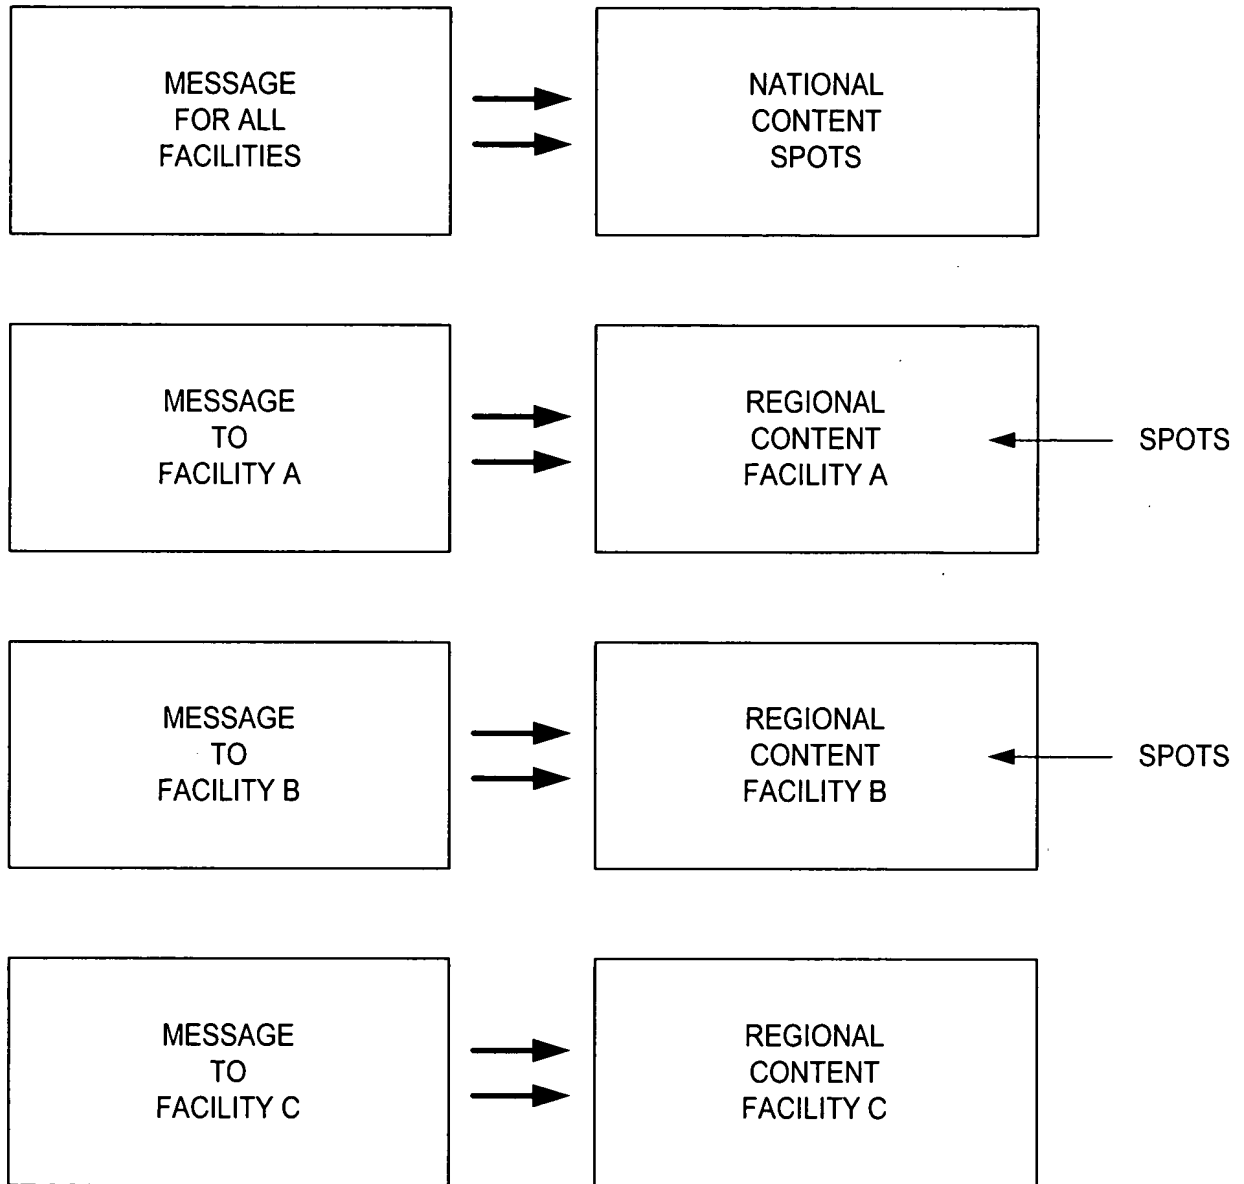 MESSAGE
FOR ALL
FACILITIES
NATIONAL
CONTENT
SPOTS
MESSAGE
TO
FACILITY A
REGIONAL
CONTENT
FACILITY A
SPOTS
MESSAGE
TO
FACILITY B
REGIONAL
CONTENT
FACILITY B
SPOTS
MESSAGE
TO
FACILITY C
REGIONAL
CONTENT
FACILITY C